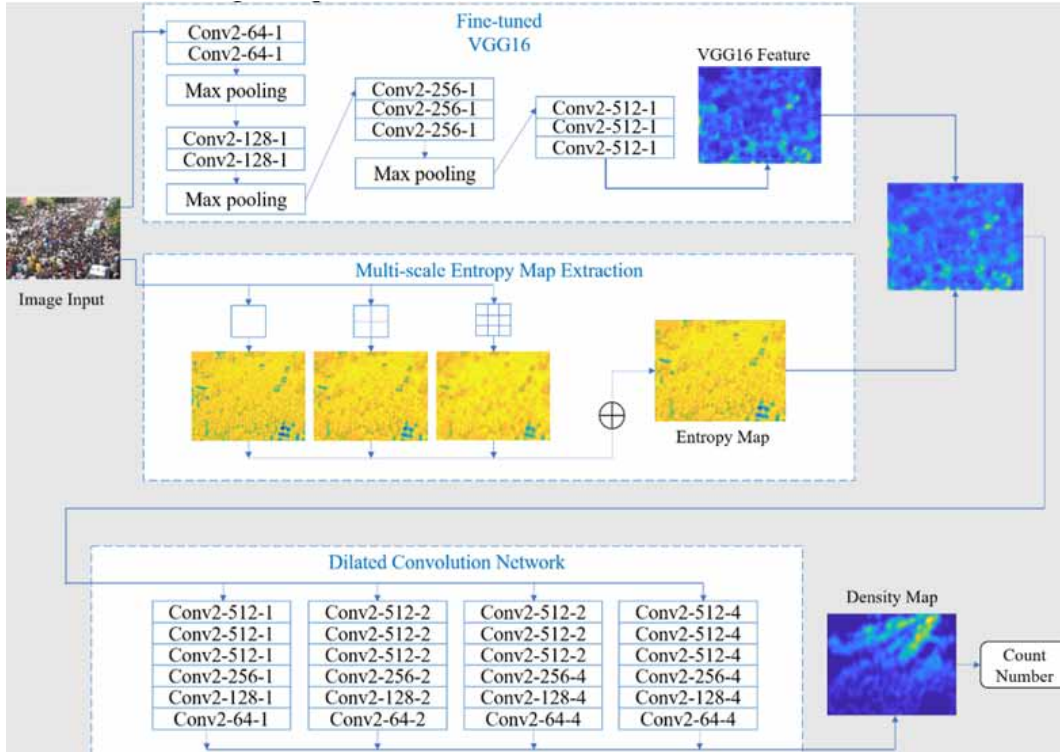 Fine-tuned
VGG16
Conv2-64-1
Conv2-64-1
Max pooling
Conv2-128-1
Conv2-128-1
Max pooling
Conv2-256-1
Conv2-256-1
Conv2-256-1
Max pooling
Conv2-512-1
Conv2-512-1
Conv2-512-1
VGG16 Feature
Image Input
Multi-scale Entropy Map Extraction
Entropy Map
Dilated Convolution Network
Conv2-512-1
Conv2-512-1
Conv2-512-1
Conv2-256-1
Conv2-128-1
Conv2-64-1
Conv2-512-2
Conv2-512-2
Conv2-512-2
Conv2-256-2
Conv2-128-2
Conv2-64-2
Conv2-512-2
Conv2-512-2
Conv2-512-2
Conv2-256-4
Conv2-128-4
Conv2-64-4
Conv2-512-4
Conv2-512-4
Conv2-512-4
Conv2-256-4
Conv2-128-4
Conv2-64-4
Density Map
Count
Number